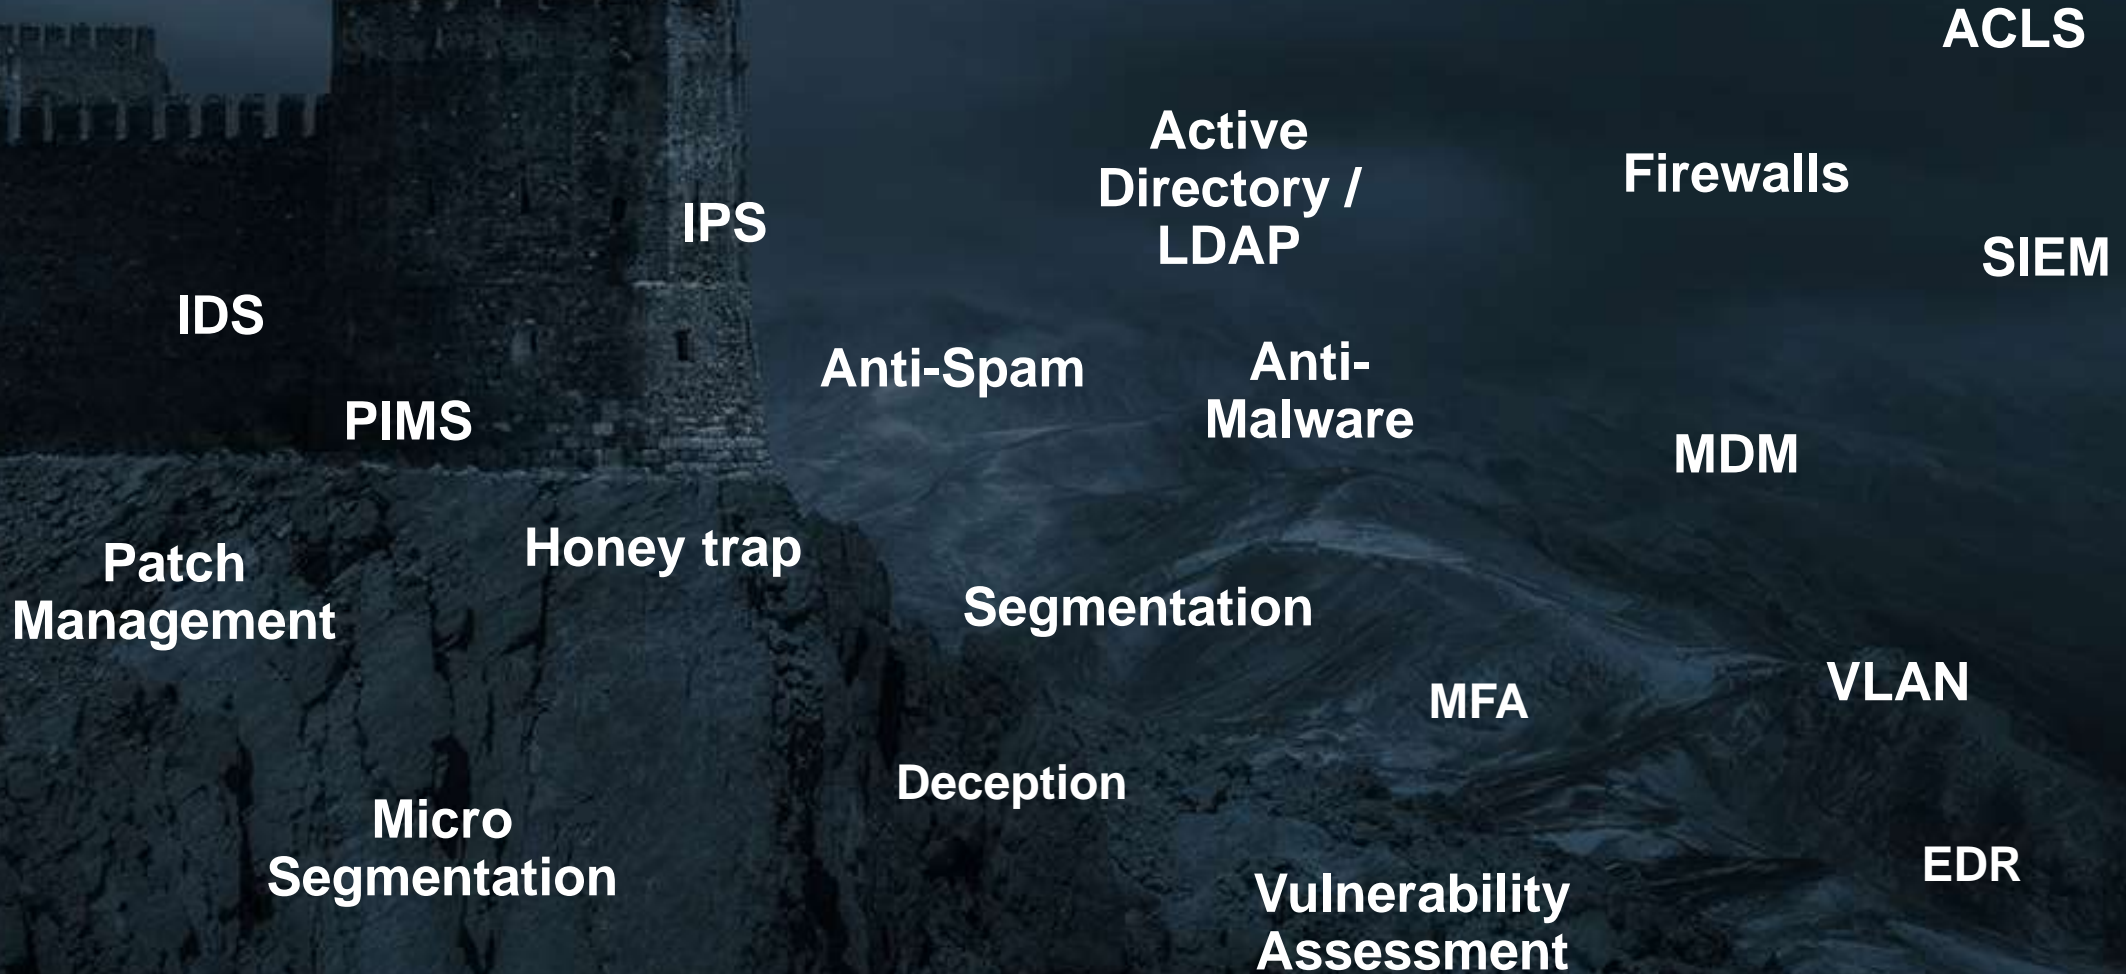 ACLS
Active
Directory /
LDAP
Firewalls
IPS
SIEM
IDS
Anti-Spam
Anti-
Malware
PIMS
MDM
Honey trap
Patch
Management
Segmentation
MFA
VLAN
Deception
Micro
Segmentation
EDR
Vulnerability
Assessment